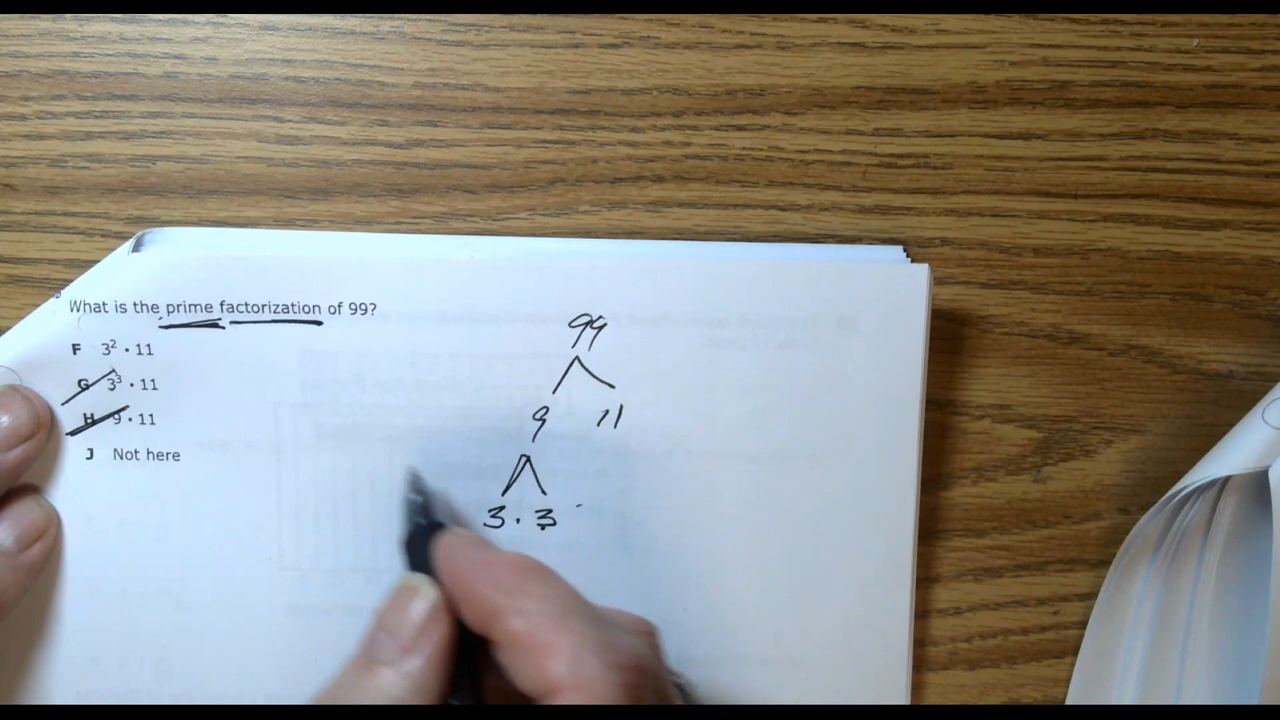 What is the prime factorization of 99?
F 3² · 11
G 3³ · 11
H 9 · 11
J Not here
99
9 11
3 · 3